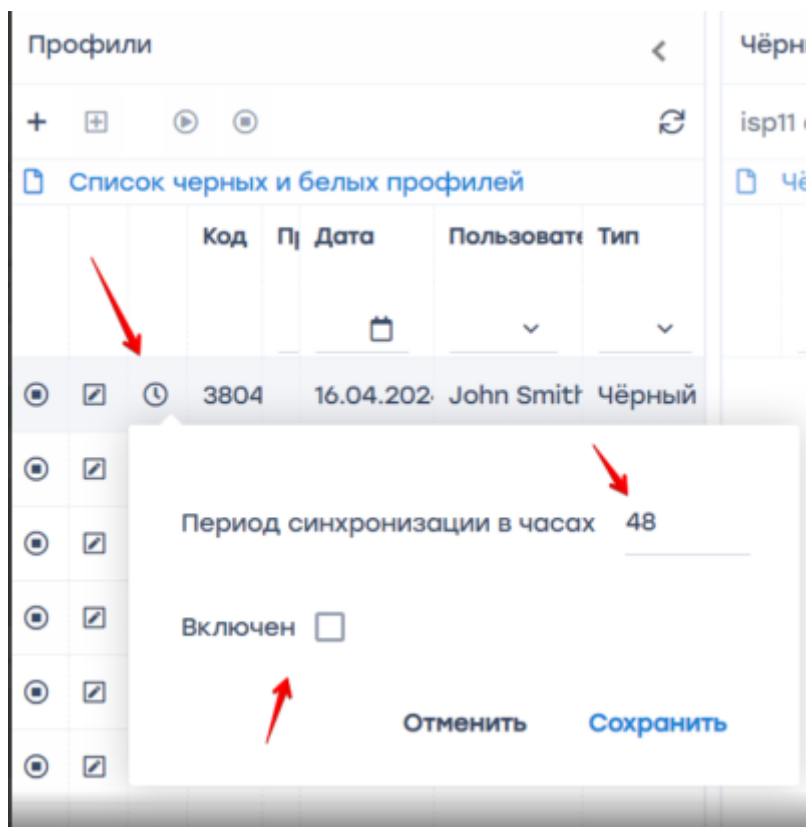 Профили
Чёрн
isp11
Список черных и белых профилей
Чё
Код Пр Дата Пользовате Тип
3804 16.04.202 John Smith Чёрный
Период синхронизации в часах 48
Включен
Отменить Сохранить